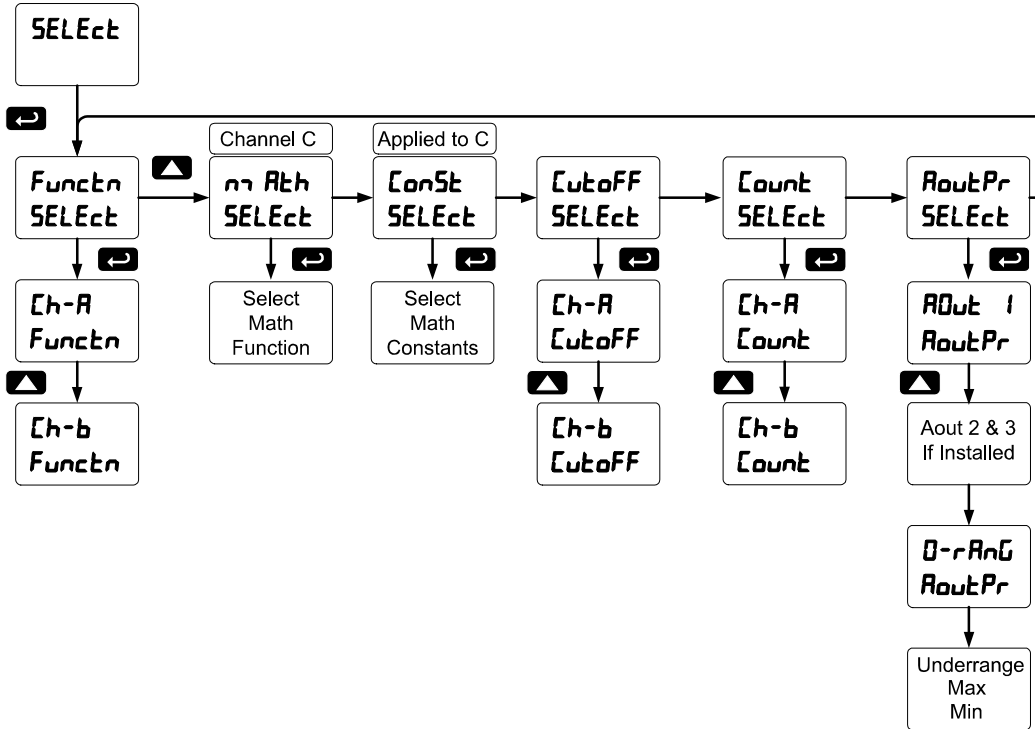 SELEct
Channel C
Applied to C
Functn
SELEct
mAth
SELEct
ConSt
SELEct
CutoFF
SELEct
Count
SELEct
AoutPr
SELEct
Ch-A
Functn
Select
Math
Function
Select
Math
Constants
Ch-A
CutoFF
Ch-A
Count
AOut 1
AoutPr
Ch-b
Functn
Ch-b
CutoFF
Ch-b
Count
Aout 2 & 3
If Installed
O-rAnG
AoutPr
Underrange
Max
Min